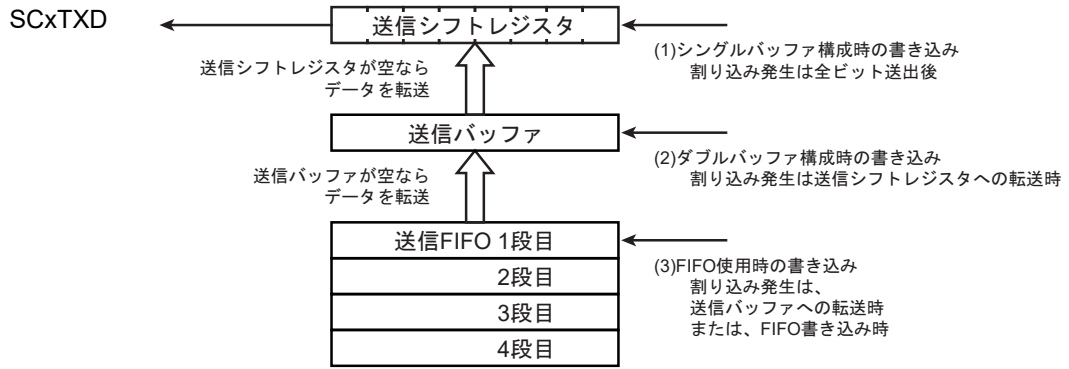 SCxTXD
送信シフトレジスタ
(1)シングルバッファ構成時の書き込み
割り込み発生は全ビット送出後
送信シフトレジスタが空なら
データを転送
送信バッファ
(2)ダブルバッファ構成時の書き込み
割り込み発生は送信シフトレジスタへの転送時
送信バッファが空なら
データを転送
送信FIFO 1段目
2段目
3段目
4段目
(3)FIFO使用時の書き込み
割り込み発生は、
送信バッファへの転送時
または、FIFO書き込み時